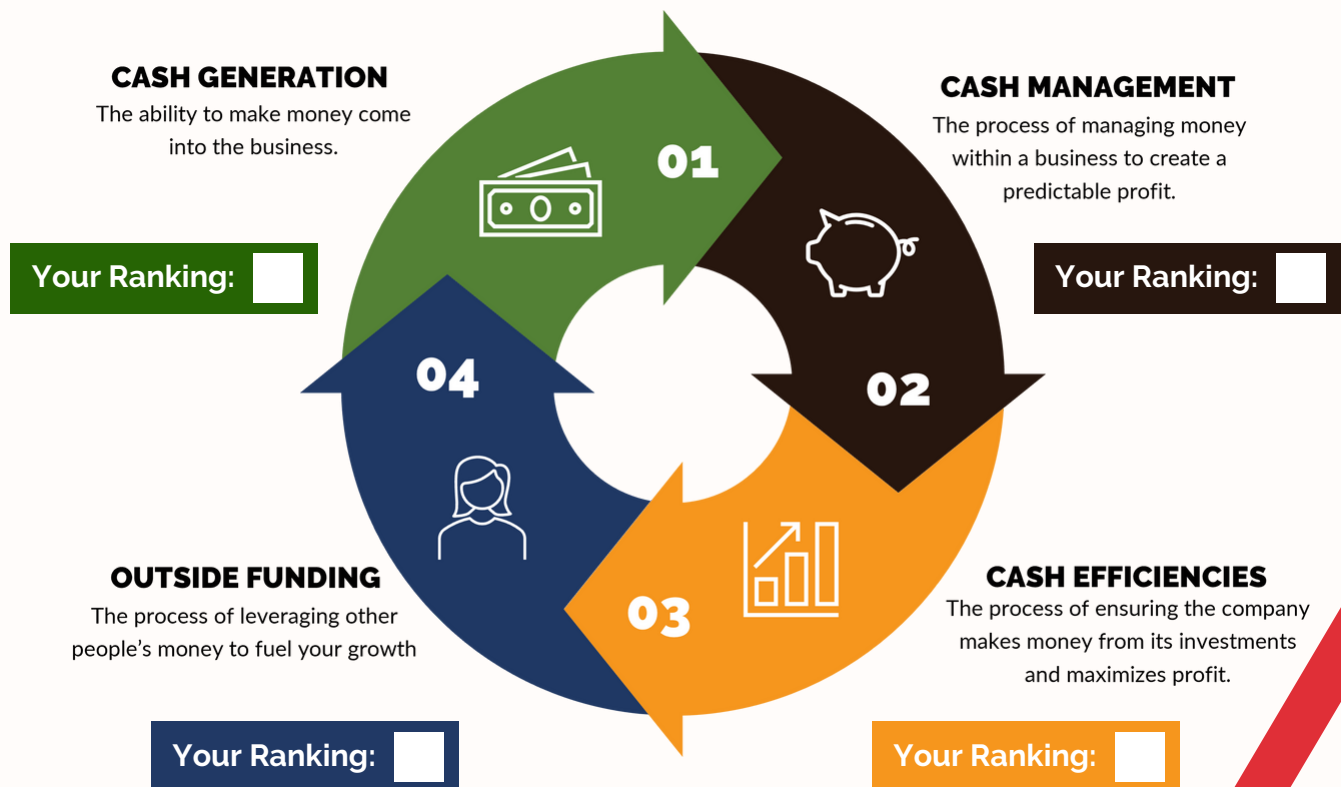 CASH GENERATION
The ability to make money come
into the business.
Your Ranking:
01
CASH MANAGEMENT
The process of managing money
within a business to create a
predictable profit.
Your Ranking:
02
CASH EFFICIENCIES
The process of ensuring the company
makes money from its investments
and maximizes profit.
Your Ranking:
03
OUTSIDE FUNDING
The process of leveraging other
people’s money to fuel your growth
Your Ranking:
04